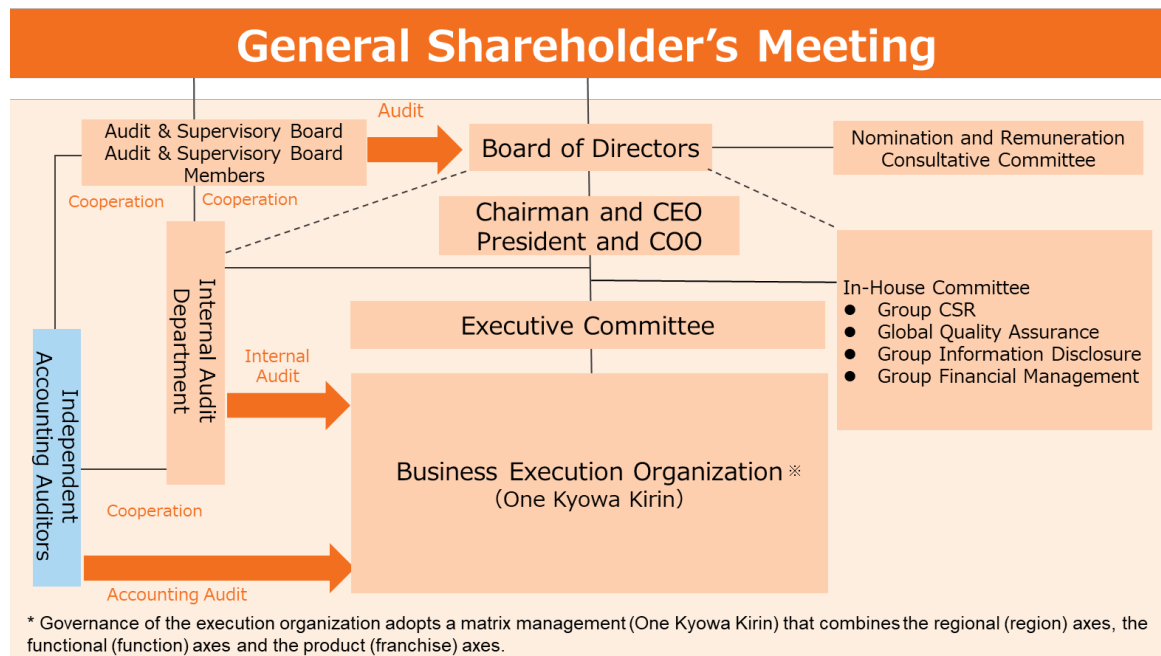 General Shareholder’s Meeting
Audit
Audit & Supervisory Board
Audit & Supervisory Board
Members
Board of Directors
Nomination and Remuneration
Consultative Committee
Cooperation
Cooperation
Chairman and CEO
President and COO
Internal Audit
Department
In-House Committee
● Group CSR
● Global Quality Assurance
● Group Information Disclosure
● Group Financial Management
Executive Committee
Internal
Audit
Independent
Accounting Auditors
Business Execution Organization※
(One Kyowa Kirin)
Cooperation
Accounting Audit
* Governance of the execution organization adopts a matrix management (One Kyowa Kirin) that combines the regional (region) axes, the
functional (function) axes and the product (franchise) axes.